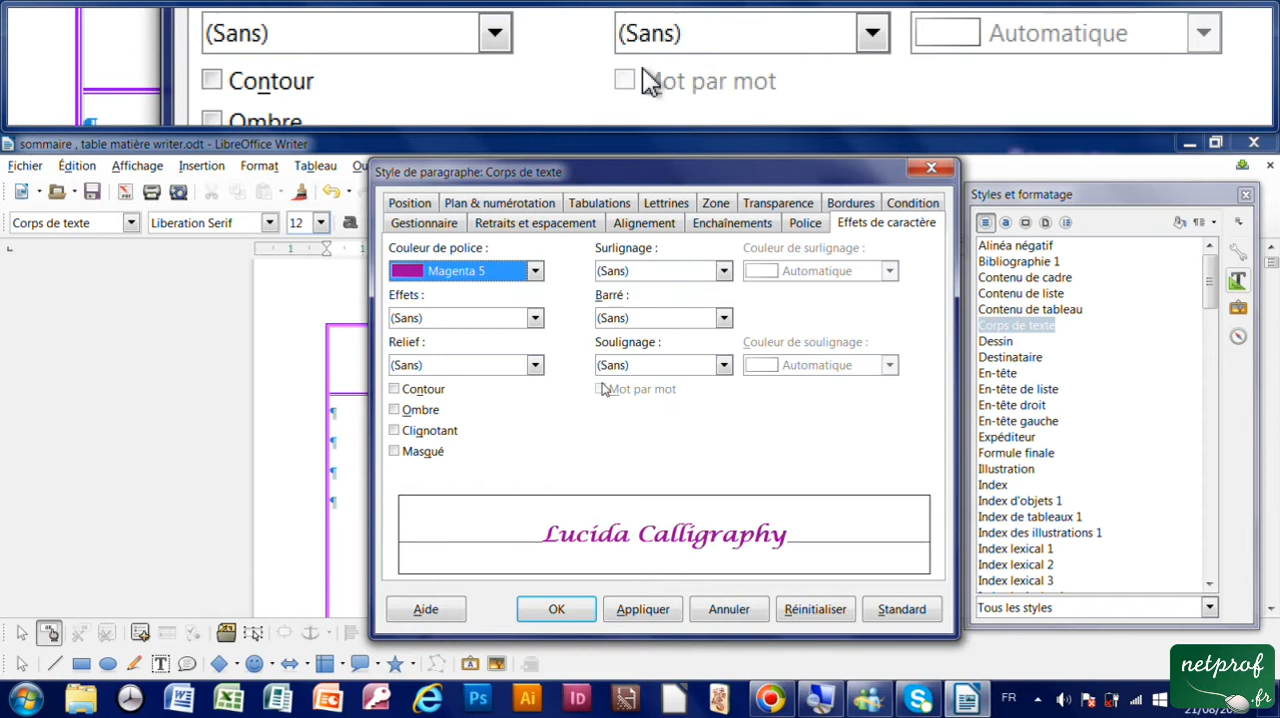 (Sans)
(Sans)
Automatique
Contour
Mot par mot
Ombre
sommaire , table matière writer.odt - LibreOffice Writer
Fichier Édition Affichage Insertion Format Tableau
Style de paragraphe: Corps de texte
Styles et formatage
Corps de texte
Liberation Serif
12
1
1
Position Plan & numérotation Tabulations Lettrines Zone Transparence Bordures Condition
Gestionnaire Retraits et espacement Alignement Enchaînements Police Effets de caractère
Couleur de police :
Surlignage :
Couleur de surlignage :
Magenta 5
(Sans)
Automatique
Effets :
Barré :
(Sans)
(Sans)
Relief :
Soulignage :
Couleur de soulignage :
(Sans)
(Sans)
Automatique
Contour
Mot par mot
Ombre
Clignotant
Masqué
Lucida Calligraphy
Aide
OK
Appliquer
Annuler
Réinitialiser
Standard
Alinéa négatif
Bibliographie 1
Contenu de cadre
Contenu de liste
Contenu de tableau
Corps de texte
Dessin
Destinataire
En-tête
En-tête de liste
En-tête droit
En-tête gauche
Expéditeur
Formule finale
Illustration
Index
Index d'objets 1
Index de tableaux 1
Index des illustrations 1
Index lexical 1
Index lexical 2
Index lexical 3
Tous les styles
Ps
Ai
Id
FR
netprof
.fr